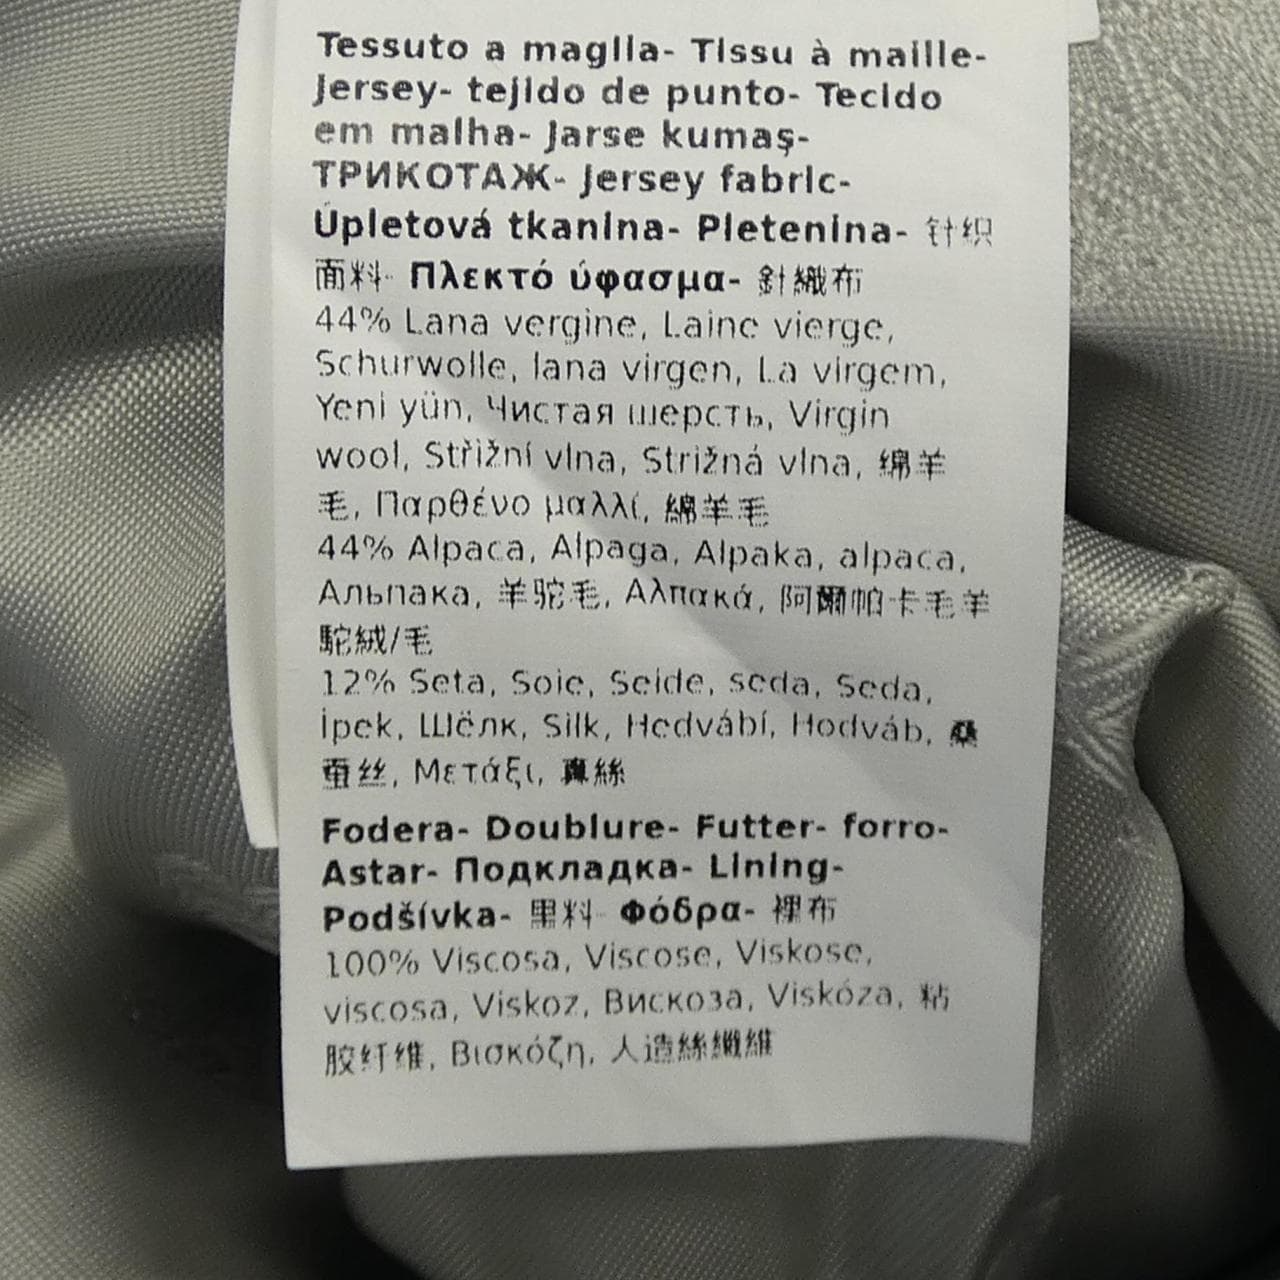 Tessuto a maglia- Tissu à maille-
Jersey- tejido de punto- Tecido
em malha- Jarse kumaş-
ТРИКОТАЖ- Jersey fabric-
Úpletová tkanina- Pletenina- 针织
面料- Πλεκτό ύφασμα- 針織布
44% Lana vergine, Laine vierge,
Schurwolle, lana virgen, La virgem,
Yeni yün, Чистая шерсть, Virgin
wool, Střižní vlna, Strižná vlna, 绵羊
毛, Παρθένο μαλλί, 綿羊毛
44% Alpaca, Alpaga, Alpaka, alpaca,
Альпака, 羊驼毛, Αλπακά, 阿爾帕卡毛羊
駝絨/毛
12% Seta, Soie, Seide, seda, Seda,
İpek, Шёлк, Silk, Hedvábí, Hodváb, 桑
蚕丝, Μετάξι, 真絲
Fodera- Doublure- Futter- forro-
Astar- Подкладка- Lining-
Podšívka- 里料- Φόδρα- 裡布
100% Viscosa, Viscose, Viskose,
viscosa, Viskoz, Вискоза, Viskóza, 粘
胶纤维, Βισκόζη, 人造絲纖維